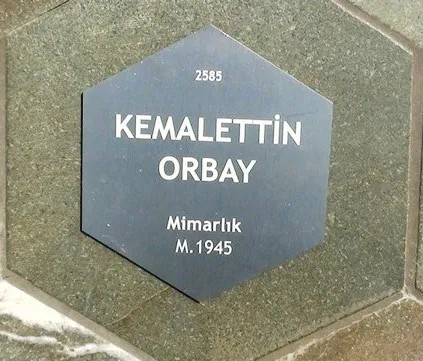 2585
KEMALETTİN
ORBAY
Mimarlık
M.1945